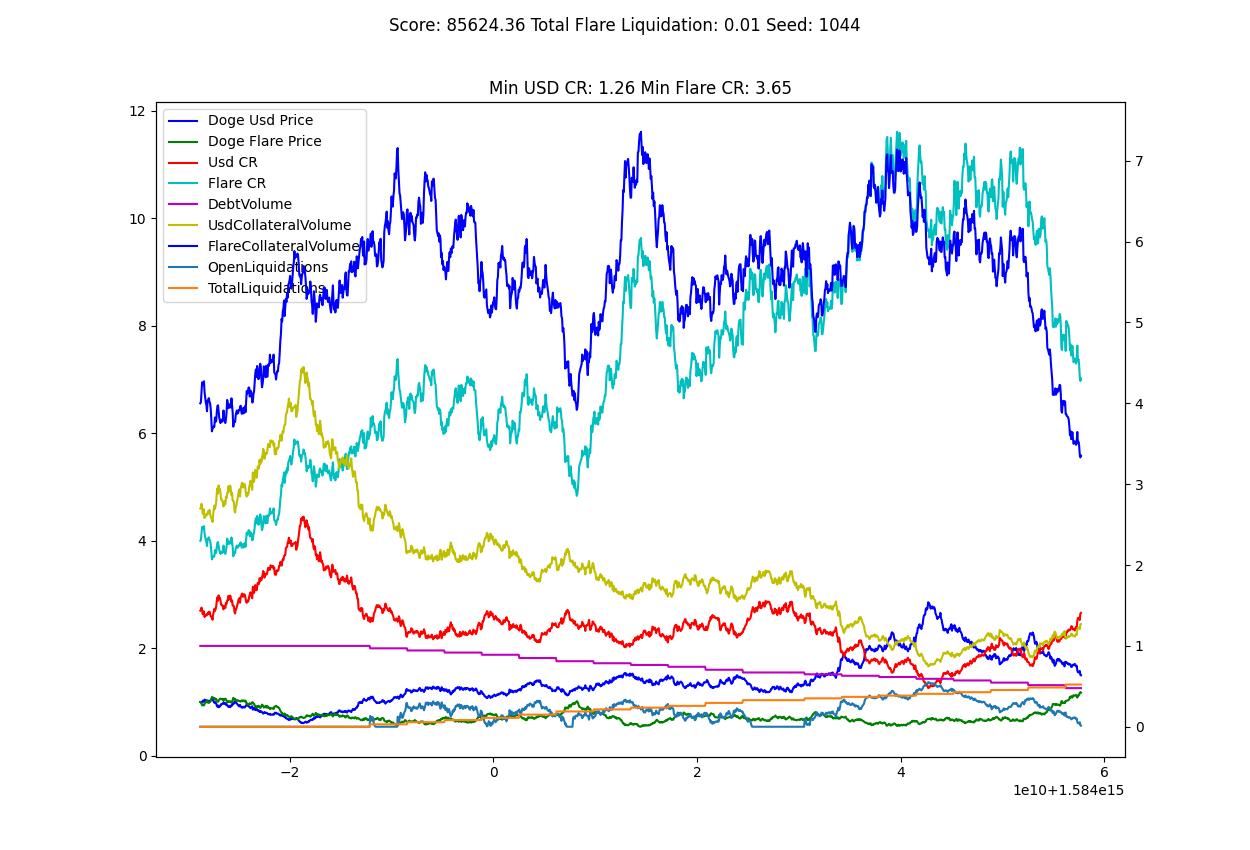 Score: 85624.36 Total Flare Liquidation: 0.01 Seed: 1044
Min USD CR: 1.26 Min Flare CR: 3.65
Doge Usd Price
Doge Flare Price
Usd CR
Flare CR
DebtVolume
UsdCollateralVolume
FlareCollateralVolume
OpenLiquidations
TotalLiquidations
12
10
8
6
4
2
0
7
6
5
4
3
2
1
0
−2
0
2
4
6
1e10+1.584e15